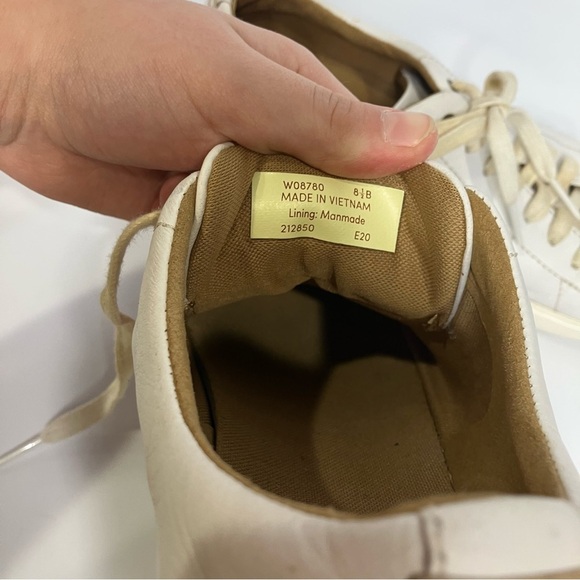 W08780 8½B
MADE IN VIETNAM
Lining: Manmade
212850 E20